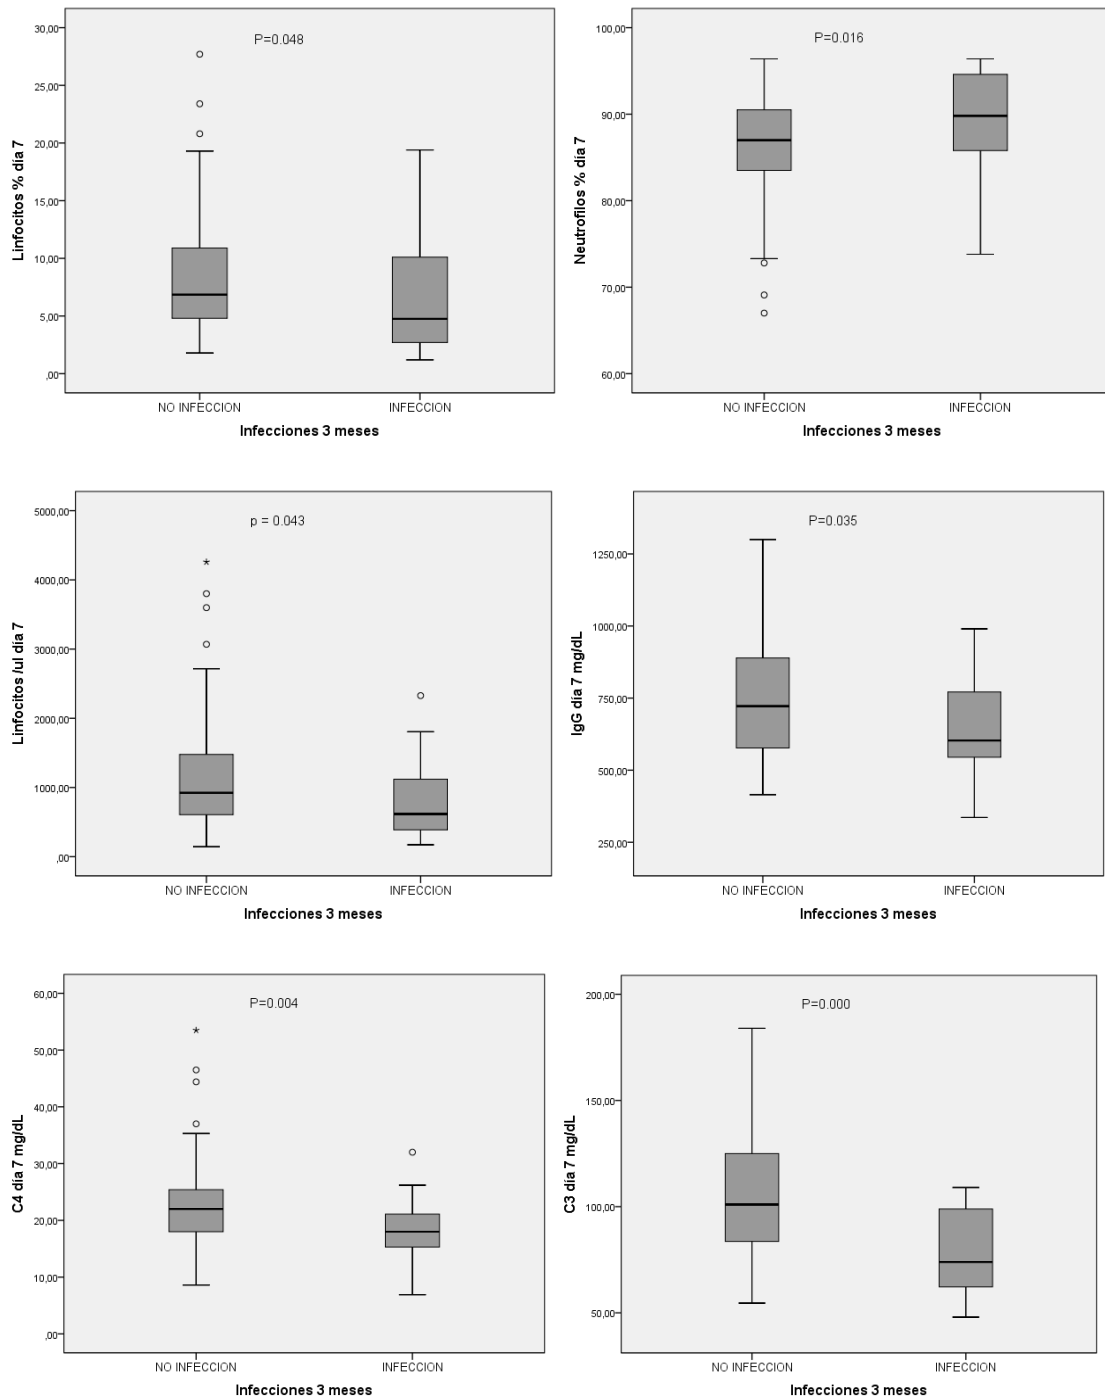 P=0.048
30,00
25,00
20,00
15,00
10,00
5,00
,00
Linfocitos % día 7
NO INFECCION
INFECCION
Infecciones 3 meses
P=0.016
100,00
90,00
80,00
70,00
60,00
Neutrofilos % día 7
NO INFECCION
INFECCION
Infecciones 3 meses
p = 0.043
5000,00
4000,00
3000,00
2000,00
1000,00
,00
Linfocitos /ul día 7
NO INFECCION
INFECCION
Infecciones 3 meses
P=0.035
1250,00
1000,00
750,00
500,00
250,00
IgG día 7 mg/dL
NO INFECCION
INFECCION
Infecciones 3 meses
P=0.004
60,00
50,00
40,00
30,00
20,00
10,00
,00
C4 día 7 mg/dL
NO INFECCION
INFECCION
Infecciones 3 meses
P=0.000
200,00
150,00
100,00
50,00
C3 día 7 mg/dL
NO INFECCION
INFECCION
Infecciones 3 meses